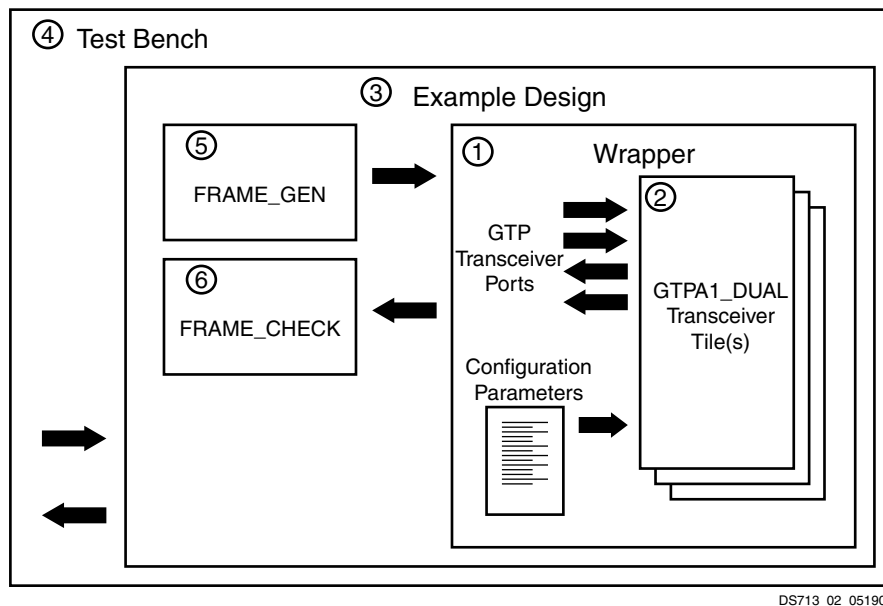 ④ Test Bench
③ Example Design
⑤
FRAME_GEN
① Wrapper
②
GTP
Transceiver
Ports
GTPA1_DUAL
Transceiver
Tile(s)
⑥
FRAME_CHECK
Configuration
Parameters
DS713_02_05190